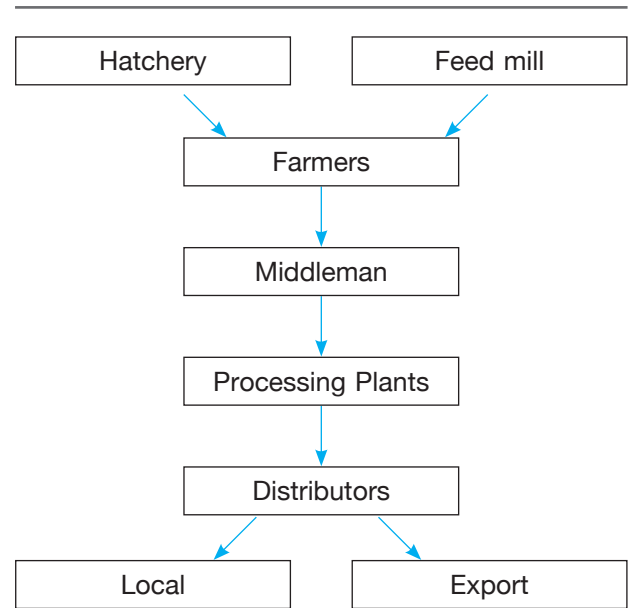 Hatchery
Feed mill
Farmers
Middleman
Processing Plants
Distributors
Local
Export